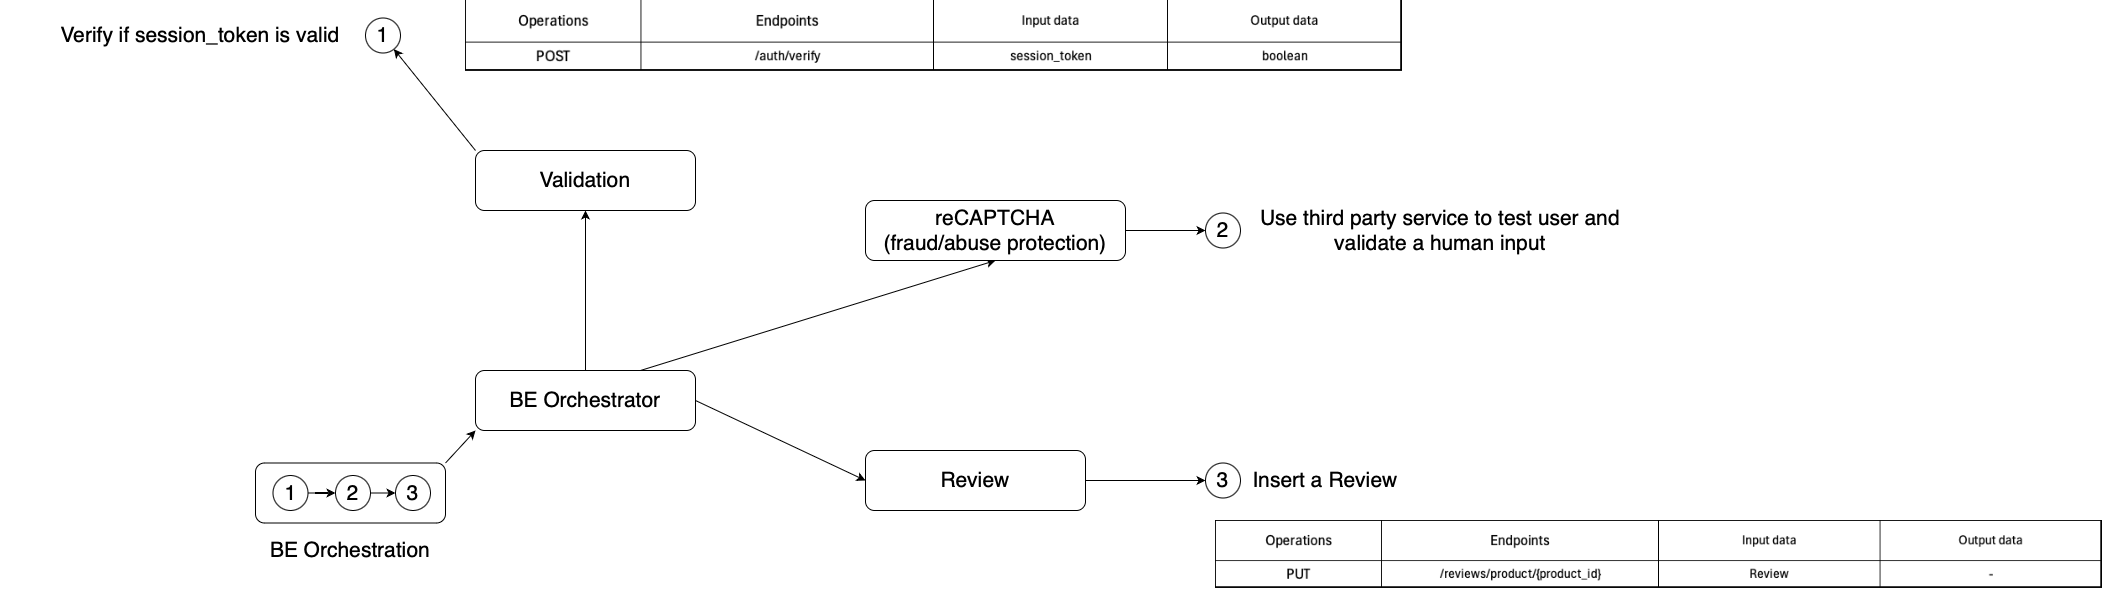 Operations Endpoints Input data Output data
POST /auth/verify session_token boolean
Verify if session_token is valid 1
Validation
reCAPTCHA
(fraud/abuse protection)
2
Use third party service to test user and
validate a human input
BE Orchestrator
1 2 3
BE Orchestration
Review
3 Insert a Review
Operations Endpoints Input data Output data
PUT /reviews/product/{product_id} Review -